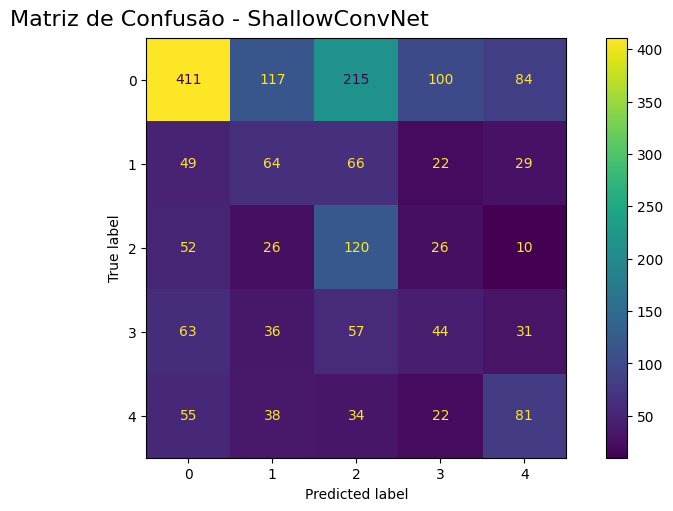 Matriz de Confusão - ShallowConvNet
0 411 117 215 100 84
1 49 64 66 22 29
2 52 26 120 26 10
3 63 36 57 44 31
4 55 38 34 22 81
0 1 2 3 4
Predicted label
True label
400
350
300
250
200
150
100
50